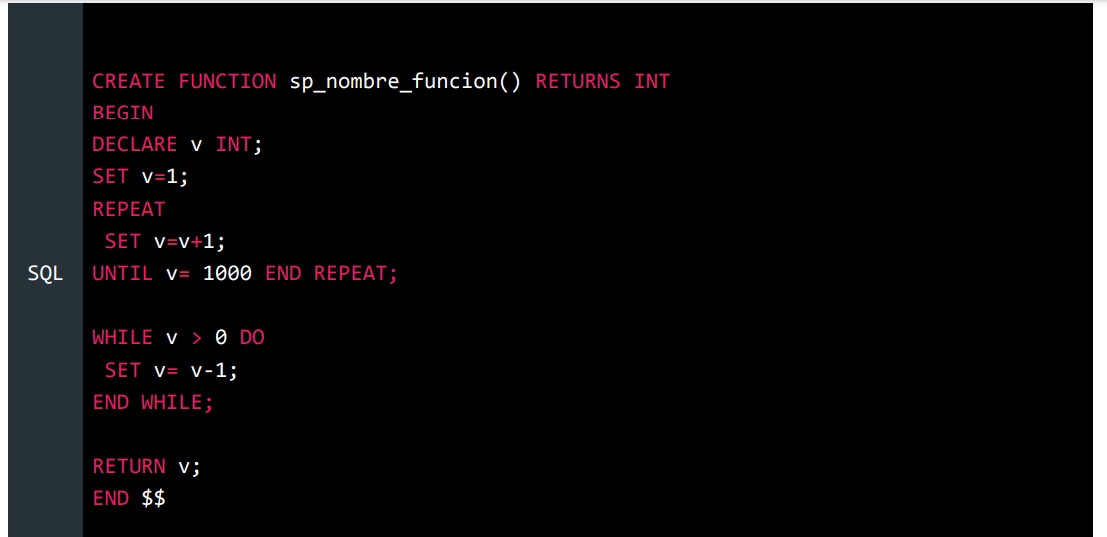 CREATE FUNCTION sp_nombre_funcion() RETURNS INT
BEGIN
DECLARE v INT;
SET v=1;
REPEAT
SET v=v+1;
SQL
UNTIL v= 1000 END REPEAT;
WHILE v > 0 DO
SET v= v-1;
END WHILE;
RETURN v;
END $$